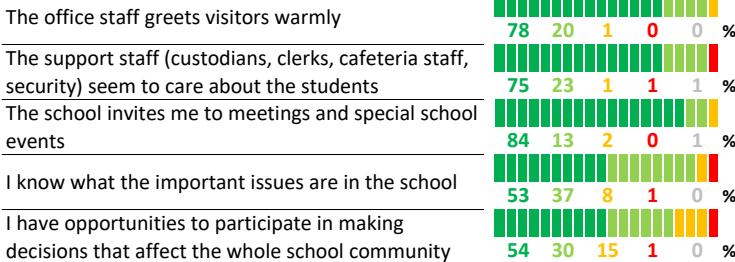 The office staff greets visitors warmly
78 20 1 0 0 %
The support staff (custodians, clerks, cafeteria staff,
security) seem to care about the students
75 23 1 1 1 %
The school invites me to meetings and special school
events
84 13 2 0 1 %
I know what the important issues are in the school
53 37 8 1 0 %
I have opportunities to participate in making
decisions that affect the whole school community
54 30 15 1 0 %